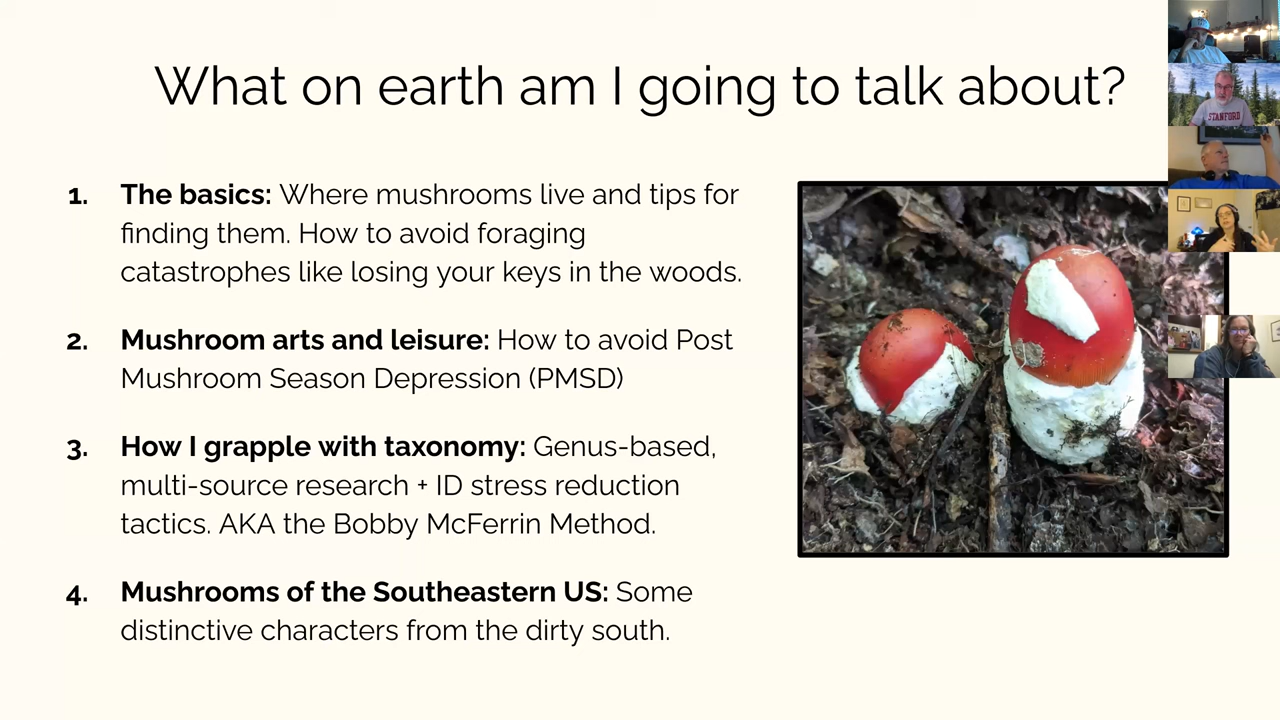 What on earth am I going to talk about?
1. The basics: Where mushrooms live and tips for
finding them. How to avoid foraging
catastrophes like losing your keys in the woods.
2. Mushroom arts and leisure: How to avoid Post
Mushroom Season Depression (PMSD)
3. How I grapple with taxonomy: Genus-based,
multi-source research + ID stress reduction
tactics. AKA the Bobby McFerrin Method.
4. Mushrooms of the Southeastern US: Some
distinctive characters from the dirty south.
STANFORD